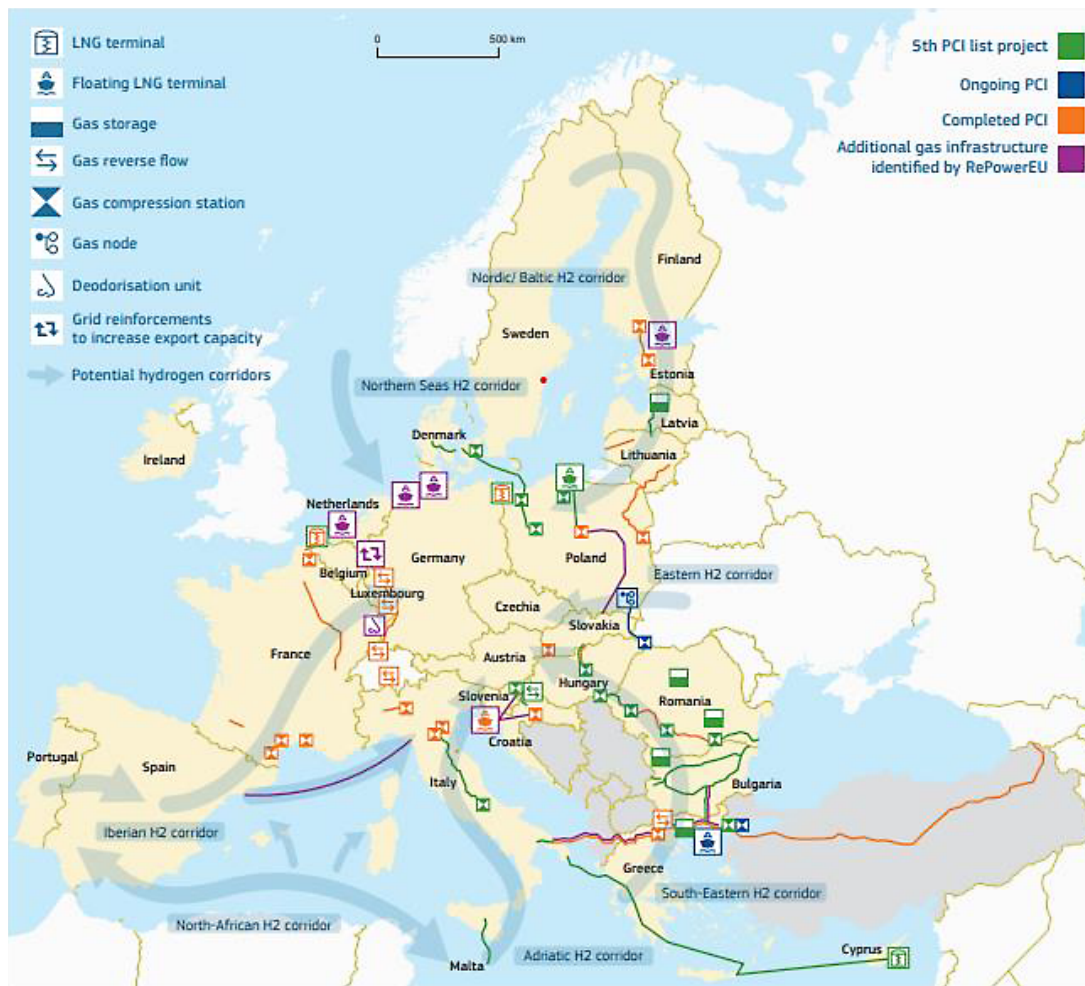 LNG terminal
Floating LNG terminal
Gas storage
Gas reverse flow
Gas compression station
Gas node
Deodorisation unit
Grid reinforcements
to increase export capacity
Potential hydrogen corridors
0 500 km
5th PCI list project
Ongoing PCI
Completed PCI
Additional gas infrastructure
identified by RePowerEU
Finland
Nordic/ Baltic H2 corridor
Sweden
Estonia
Northern Seas H2 corridor
Latvia
Denmark
Lithuania
Ireland
Netherlands
Germany
Poland
Belgium
Eastern H2 corridor
Luxembourg
Czechia
Slovakia
France
Austria
Hungary
Slovenia
Romania
Croatia
Portugal
Spain
Italy
Bulgaria
Iberian H2 corridor
Greece
South-Eastern H2 corridor
North-African H2 corridor
Cyprus
Adriatic H2 corridor
Malta